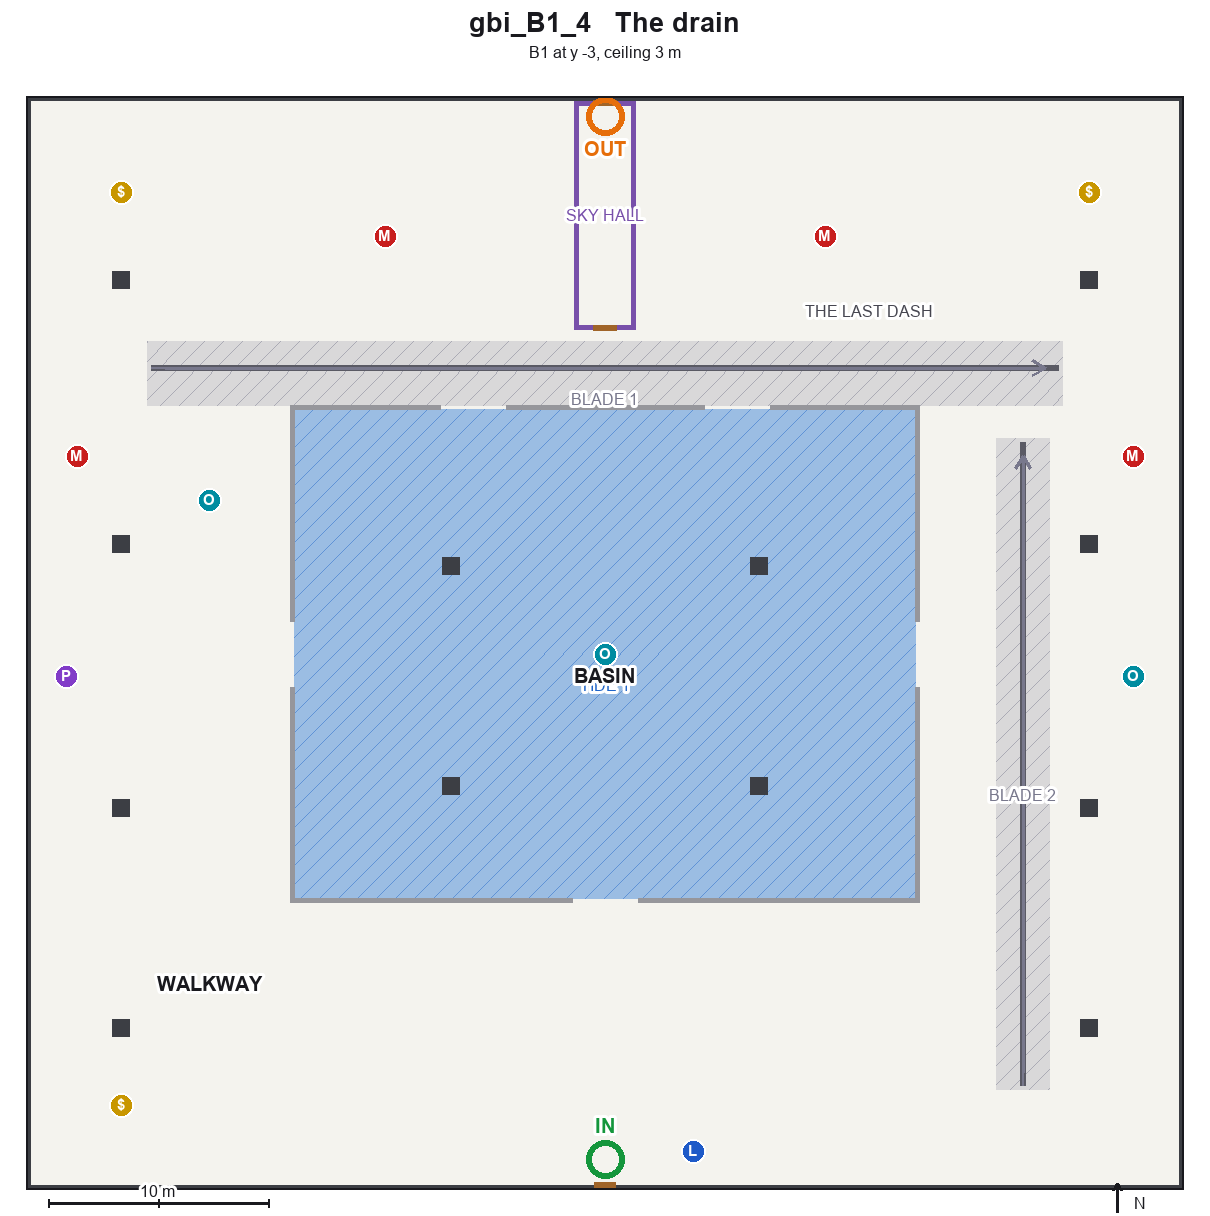 gbi_B1_4 The drain
B1 at y -3, ceiling 3 m
OUT
$
$
SKY HALL
M
M
THE LAST DASH
BLADE 1
M
M
O
O
BASIN
P
O
BLADE 2
WALKWAY
$
IN
L
10 m
N